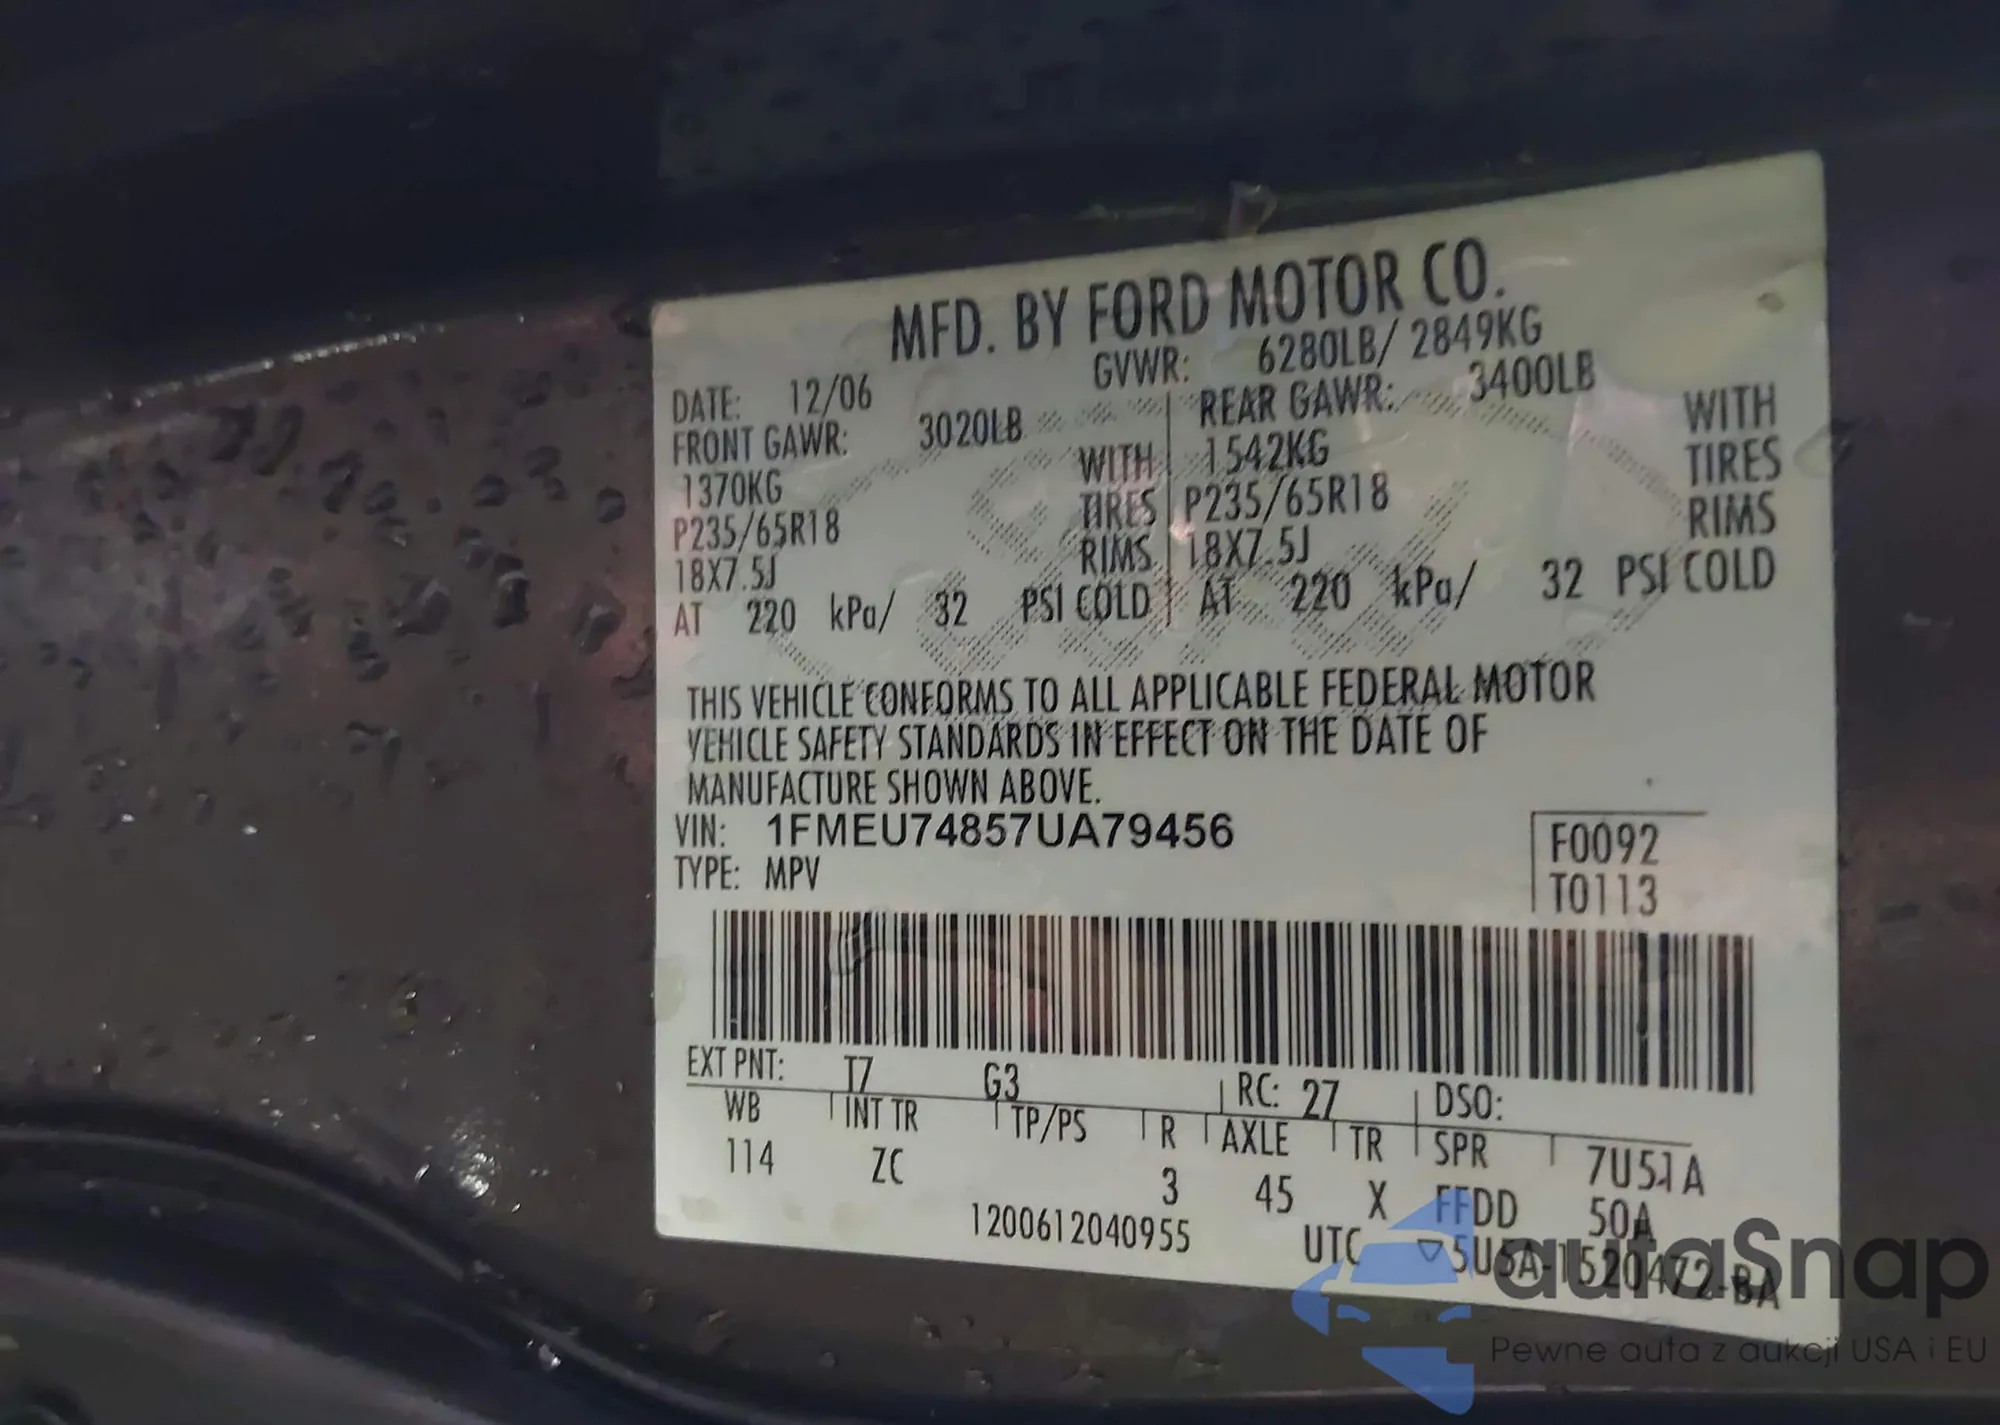 MFD. BY FORD MOTOR CO.
DATE: 12/06 GVWR: 6280LB/ 2849KG
FRONT GAWR: 3020LB REAR GAWR: 3400LB
1370KG WITH 1542KG WITH
P235/65R18 TIRES P235/65R18 TIRES
18X7.5J RIMS 18X7.5J RIMS
AT 220 kPa/ 32 PSI COLD AT 220 kPa/ 32 PSI COLD
THIS VEHICLE CONFORMS TO ALL APPLICABLE FEDERAL MOTOR
VEHICLE SAFETY STANDARDS IN EFFECT ON THE DATE OF
MANUFACTURE SHOWN ABOVE.
VIN: 1FMEU74857UA79456
TYPE: MPV
F0092
T0113
EXT PNT: T7 G3 RC: 27 DSO:
WB INT TR TP/PS R AXLE TR SPR 7U5JA
114 ZC 3 45 X FFDD 50A
1200612040955 UTC ▽5U5A-1520472-BA
autaSnap
Pewne auta z aukcji USA i EU